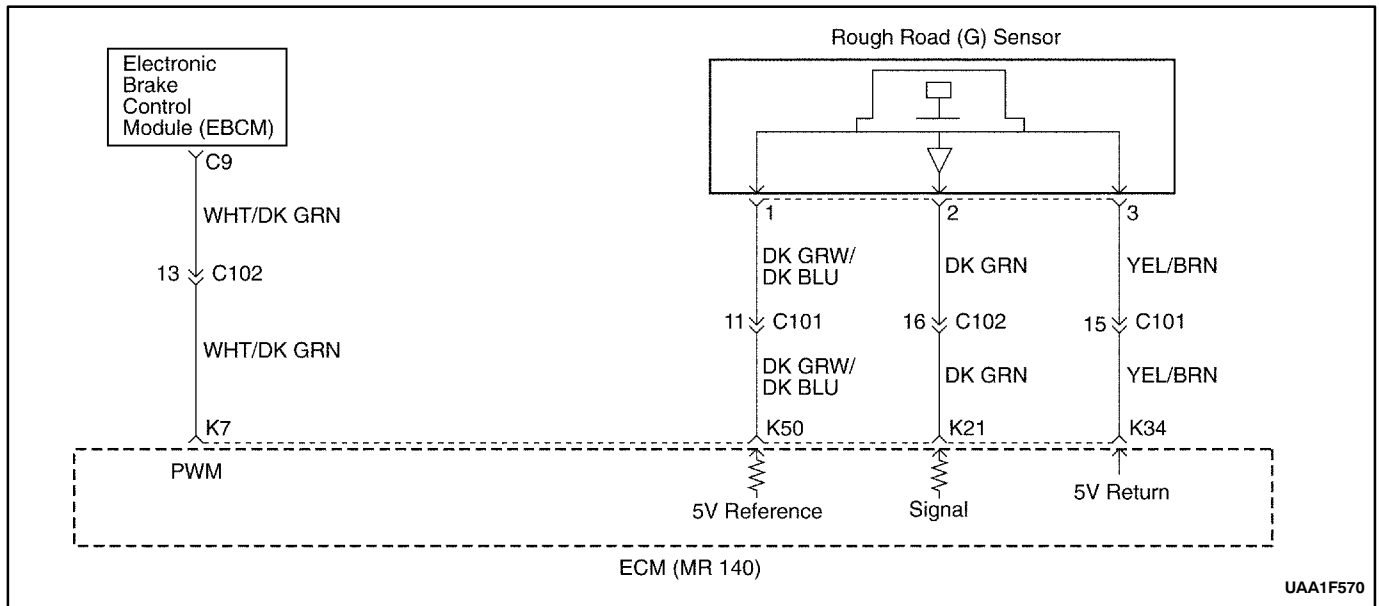 Rough Road (G) Sensor
Electronic
Brake
Control
Module (EBCM)
C9
1
2
3
WHT/DK GRN
DK GRW/
DK BLU
DK GRN
YEL/BRN
13
C102
11
C101
16
C102
15
C101
WHT/DK GRN
DK GRW/
DK BLU
DK GRN
YEL/BRN
K7
K50
K21
K34
PWM
5V Reference
Signal
5V Return
ECM (MR 140)
UAA1F570